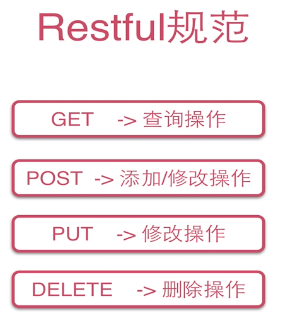 Restful规范
GET -> 查询操作
POST -> 添加/修改操作
PUT -> 修改操作
DELETE -> 删除操作